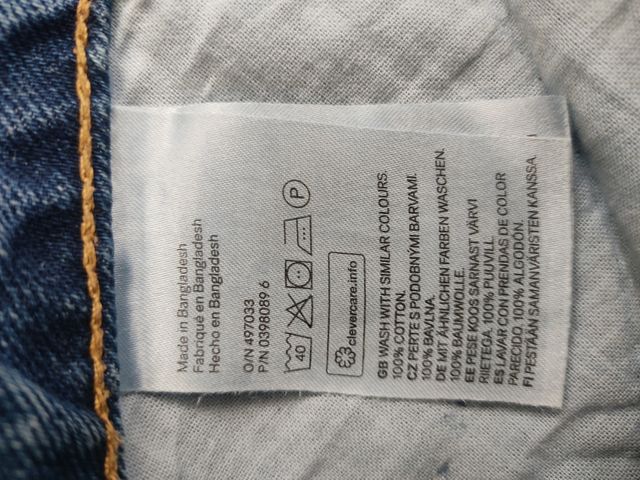 Made in Bangladesh
Fabriqué en Bangladesh
Hecho en Bangladesh
O/N 497033
P/N 0398089 6
40
P
clevercare.info
GB WASH WITH SIMILAR COLOURS.
100% COTTON.
CZ PERTE S PODOBNÝMI BARVAMI.
100% BAVLNA.
DE MIT ÄHNLICHEN FARBEN WASCHEN.
100% BAUMWOLLE.
EE PESE KOOS SARNAST VÄRVI
RIIETEGA. 100% PUUVILL.
ES LAVAR CON PRENDAS DE COLOR
PARECIDO. 100% ALGODÓN.
FI PESTÄÄN SAMANVÄRISTEN KANSSA.